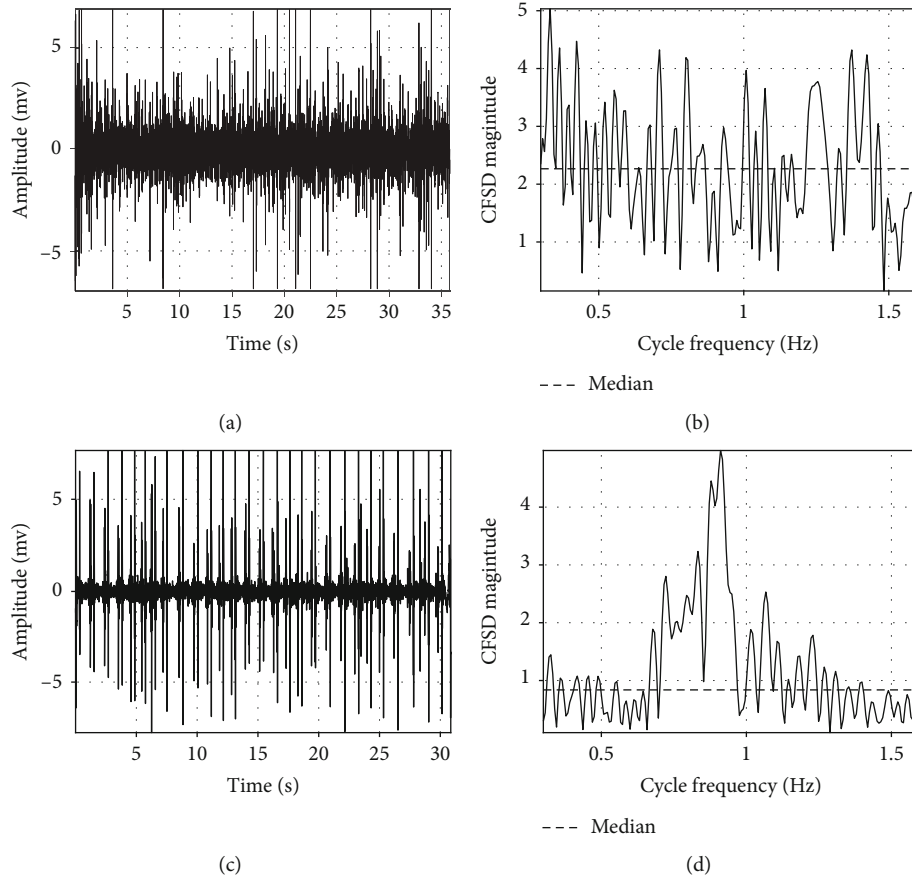 Amplitude (mv)
5
0
−5
5 10 15 20 25 30 35
Time (s)
(a)
CFSD magintude
5
4
3
2
1
0.5 1 1.5
Cycle frequency (Hz)
Median
(b)
Amplitude (mv)
5
0
−5
5 10 15 20 25 30
Time (s)
(c)
CFSD magintude
4
3
2
1
0.5 1 1.5
Cycle frequency (Hz)
Median
(d)